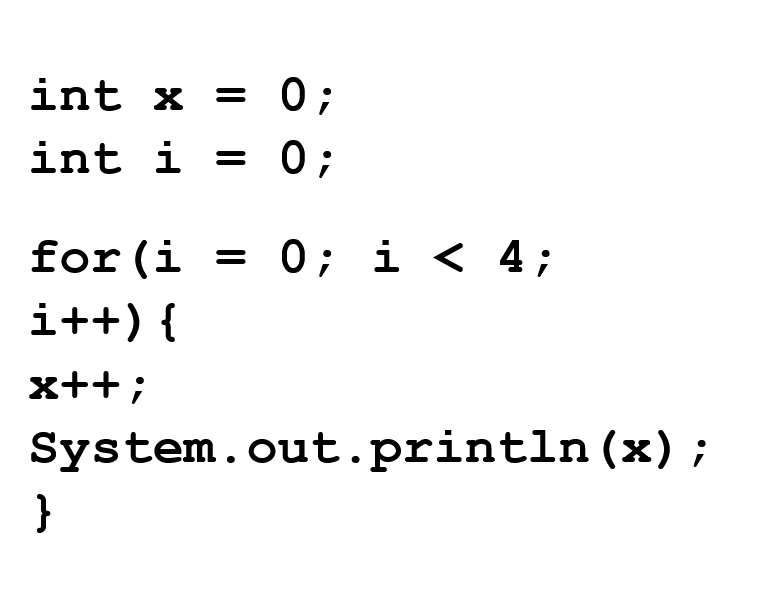 int x = 0;
int i = 0;
for(i = 0; i < 4;
i++){
x++;
System.out.println(x);
}